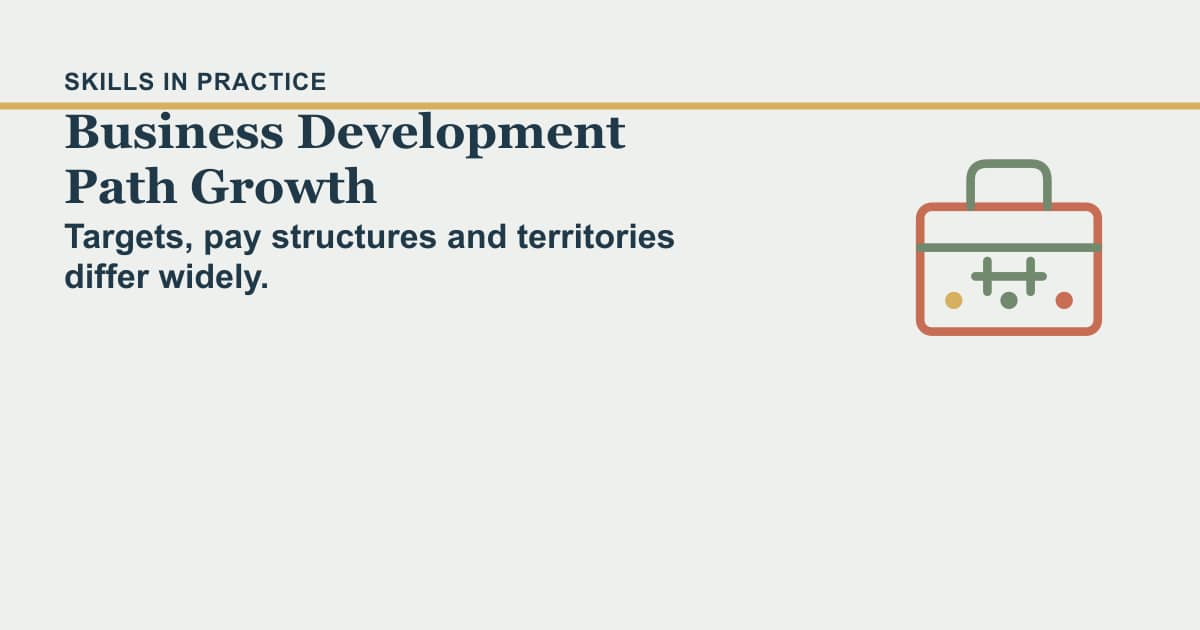 SKILLS IN PRACTICE
Business Development
Path Growth
Targets, pay structures and territories
differ widely.